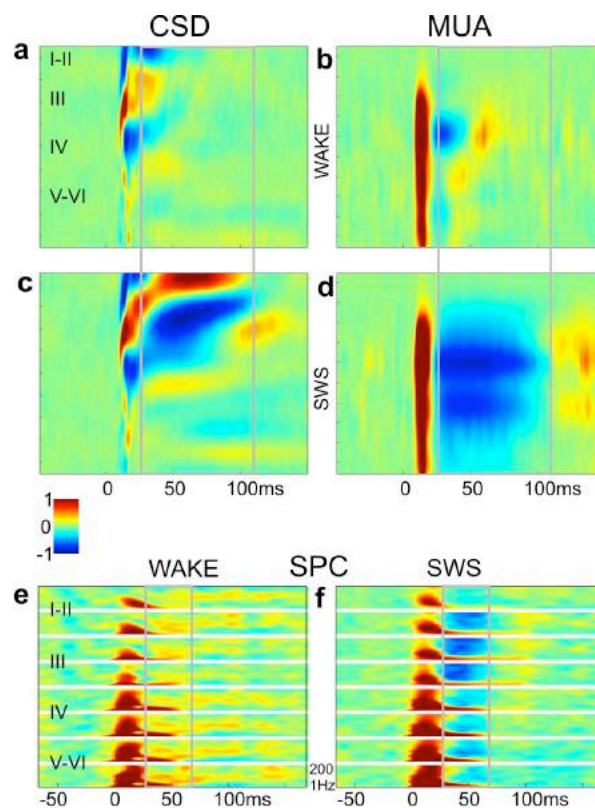 CSD MUA
a b
I-II
III
IV
V-VI
WAKE
c d
SWS
0 50 100ms 0 50 100ms
1
0
-1
WAKE SPC SWS
e f
I-II
III
IV
V-VI
200
1Hz
-50 0 50 100ms -50 0 50 100ms